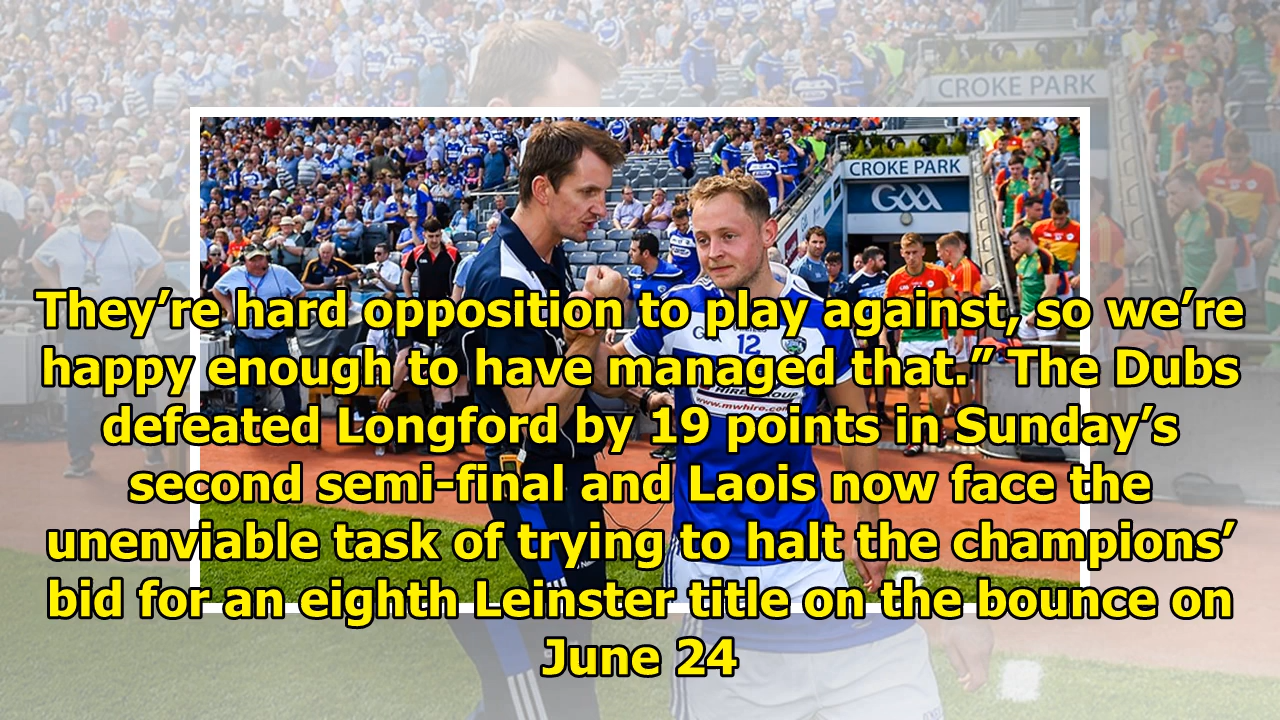 CROKE PARK
CROKE PARK
GAA
They’re hard opposition to play against, so we’re
happy enough to have managed that.” The Dubs
defeated Longford by 19 points in Sunday’s
second semi-final and Laois now face the
unenviable task of trying to halt the champions’
bid for an eighth Leinster title on the bounce on
June 24
12
www.mwhire.com